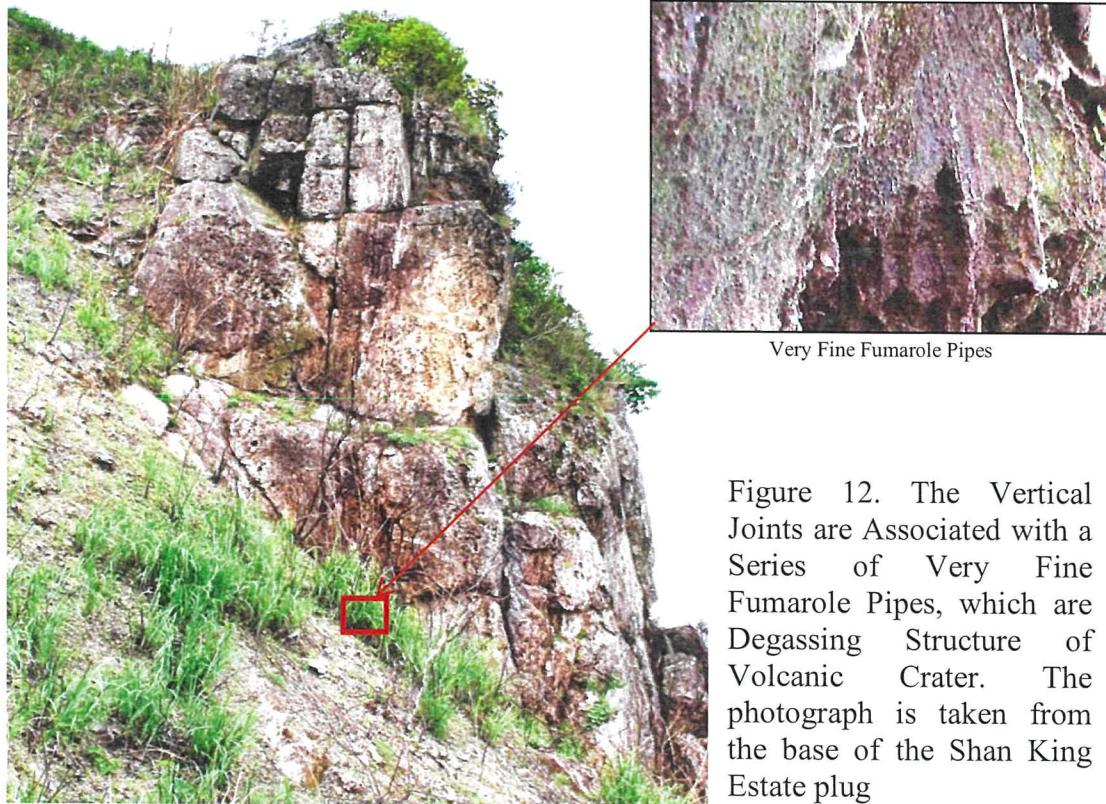 Very Fine Fumarole Pipes
Figure 12. The Vertical
Joints are Associated with a
Series of Very Fine
Fumarole Pipes, which are
Degassing Structure of
Volcanic Crater. The
photograph is taken from
the base of the Shan King
Estate plug